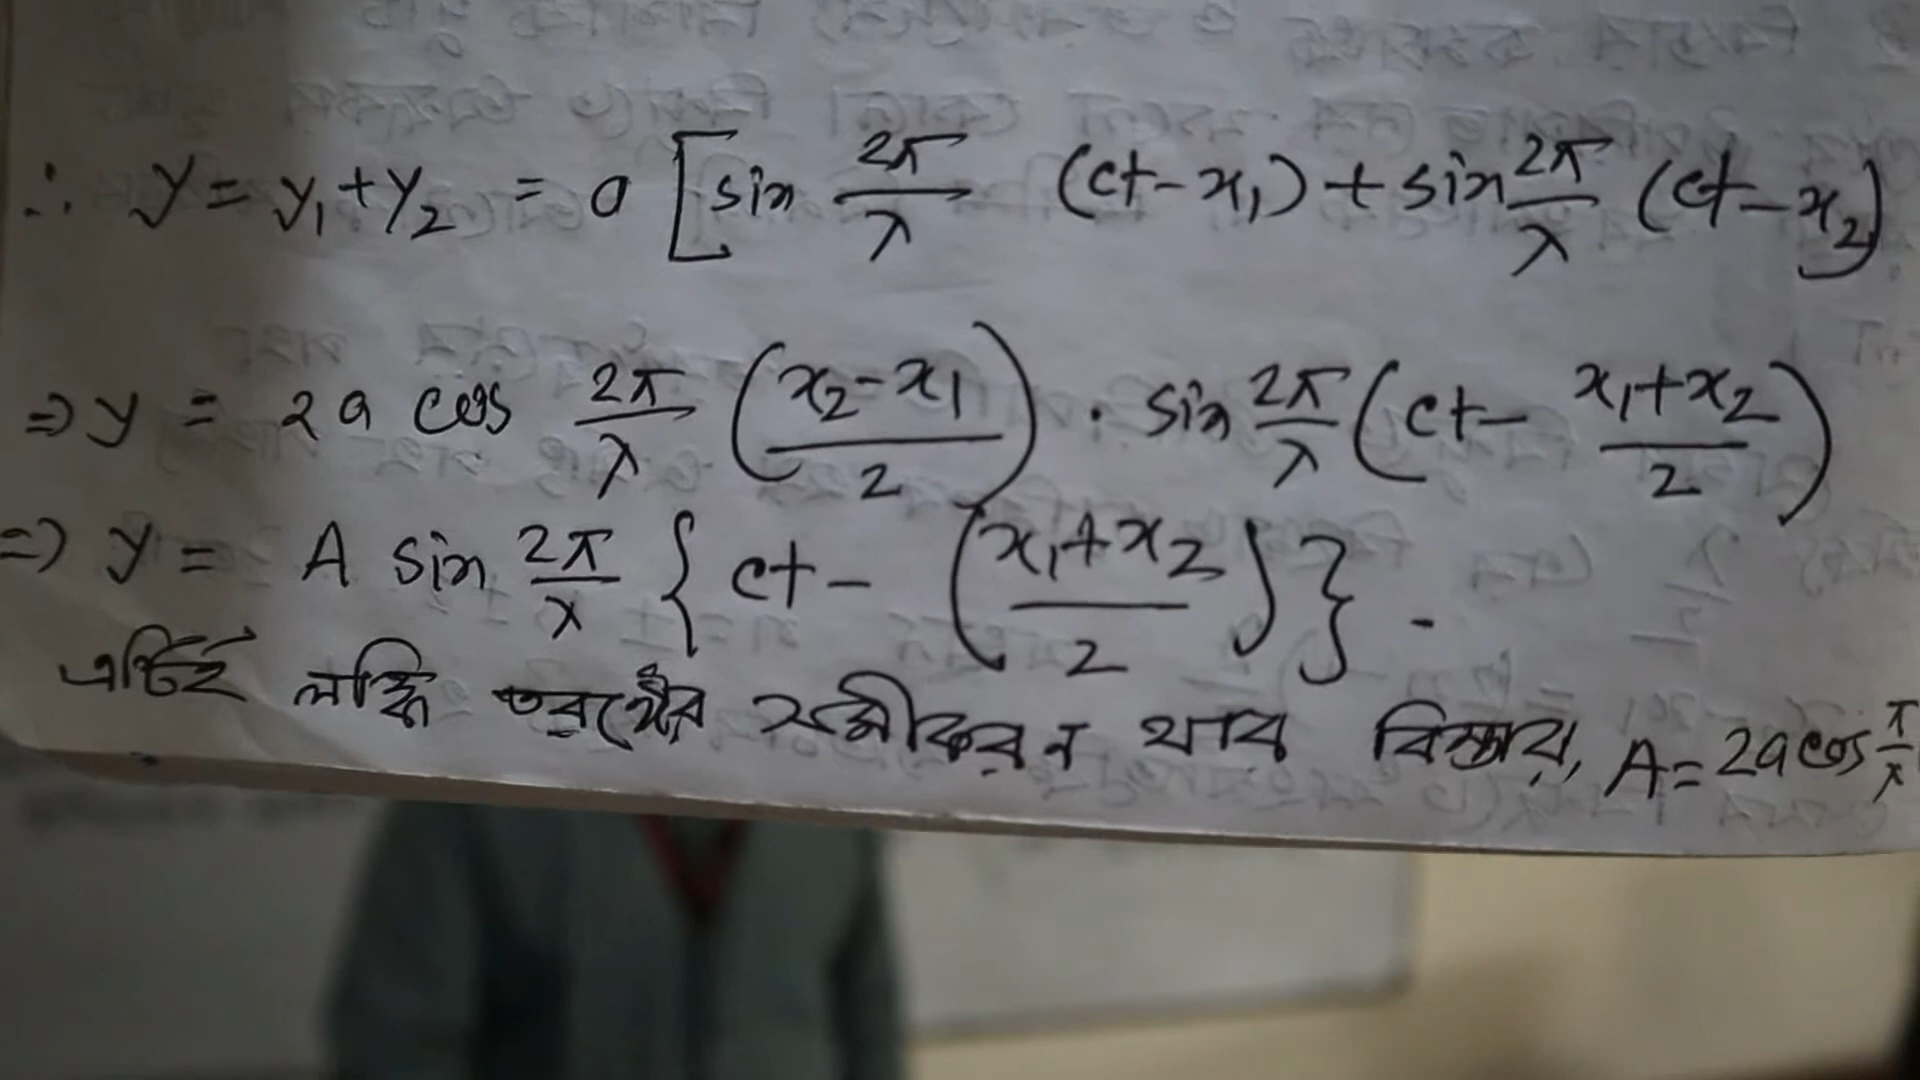 ∴ y = y₁+y₂ = a [sin 2π/λ (ct-x₁) + sin 2π/λ (ct-x₂)
⇒ y = 2a cos 2π/λ ((x₂-x₁)/2) · sin 2π/λ (ct - (x₁+x₂)/2)
⇒ y = A sin 2π/λ {ct - ((x₁+x₂)/2)}.
এটিই লব্ধি তরঙ্গের সমীকরন যার বিস্তার, A = 2a cos π/λ